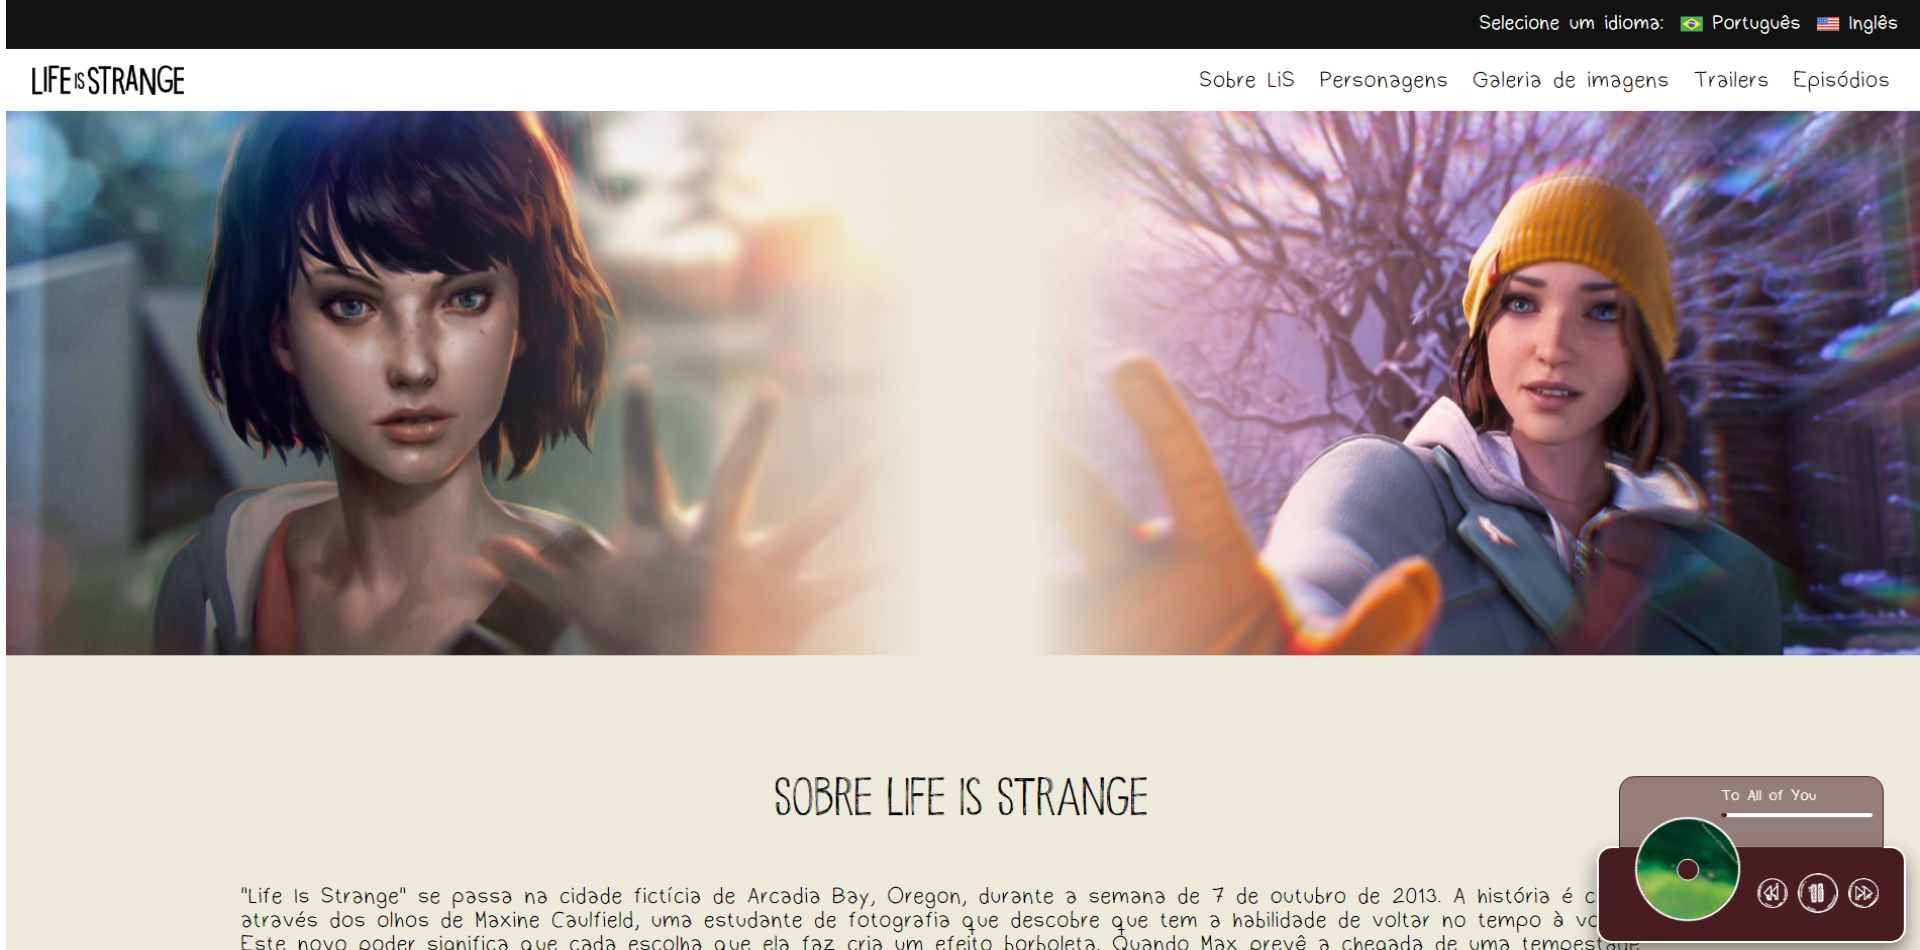 Selecione um idioma: Português Inglês
LIFE IS STRANGE
Sobre LiS Personagens Galeria de imagens Trailers Episódios
SOBRE LIFE IS STRANGE
To All of You
"Life Is Strange" se passa na cidade fictícia de Arcadia Bay, Oregon, durante a semana de 7 de outubro de 2013. A história é c
através dos olhos de Maxine Caulfield, uma estudante de fotografia que descobre que tem a habilidade de voltar no tempo à vo
Este novo poder significa que cada escolha que ela faz cria um efeito borboleta. Quando Max prevê a chegada de uma tempestade